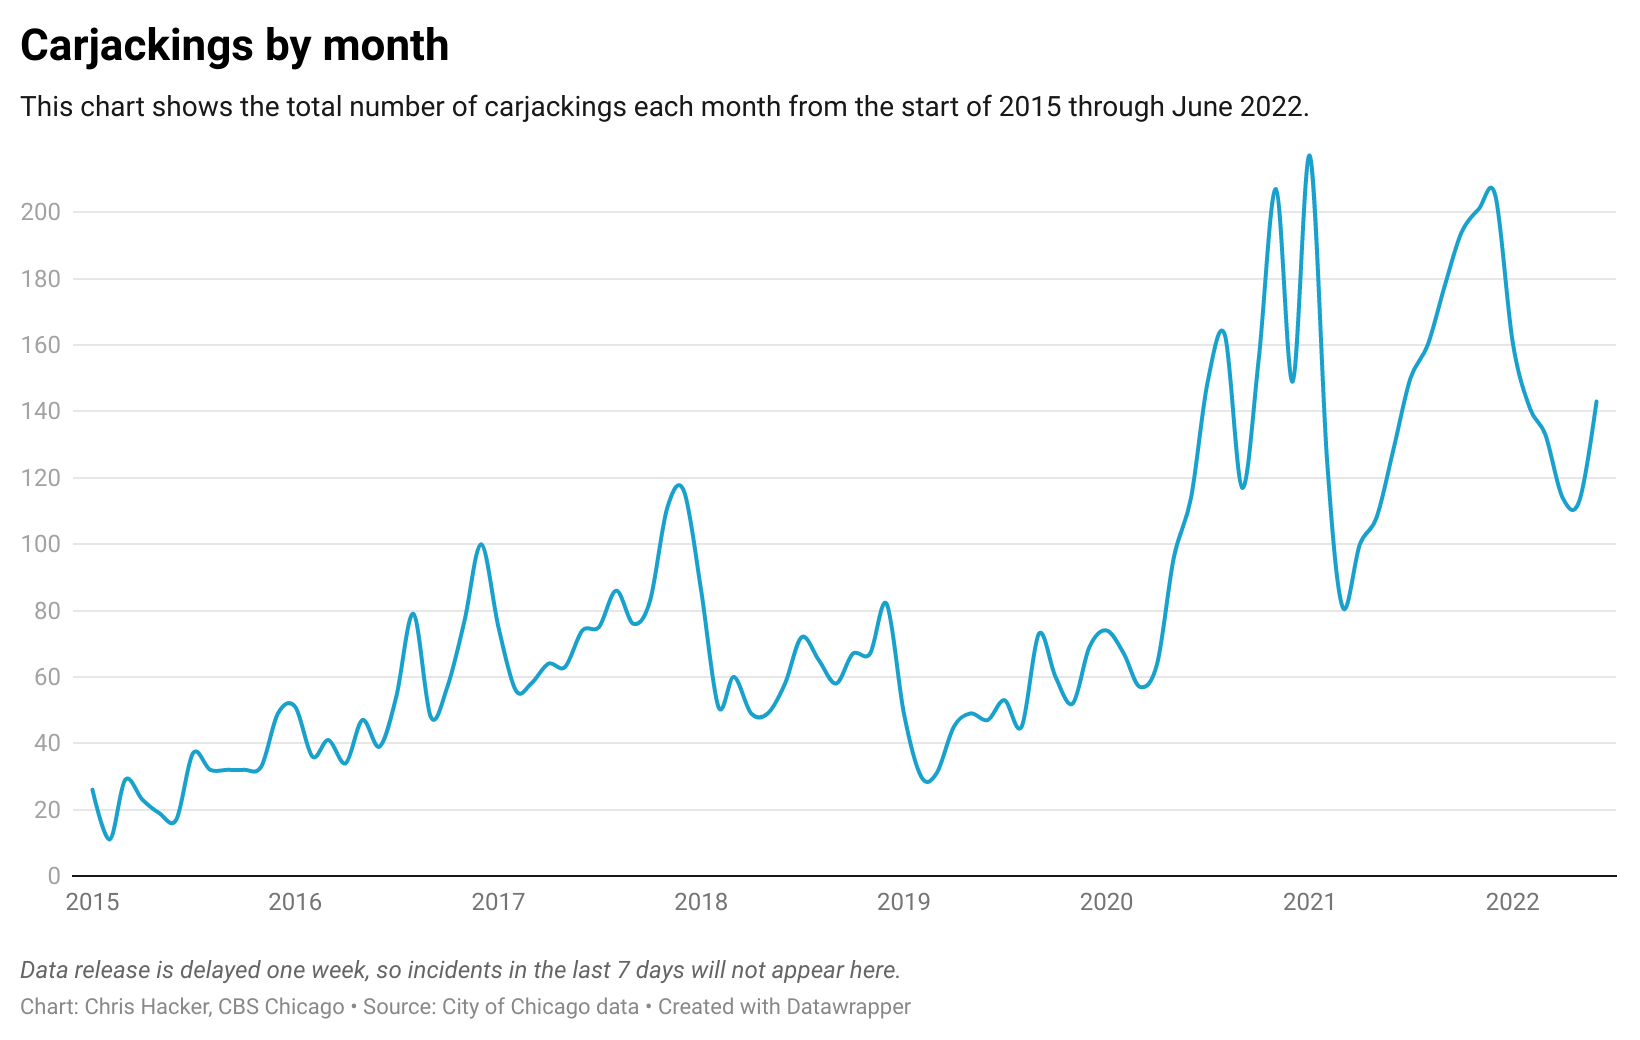 Carjackings by month
This chart shows the total number of carjackings each month from the start of 2015 through June 2022.
200
180
160
140
120
100
80
60
40
20
0
2015 2016 2017 2018 2019 2020 2021 2022
Data release is delayed one week, so incidents in the last 7 days will not appear here.
Chart: Chris Hacker, CBS Chicago • Source: City of Chicago data • Created with Datawrapper